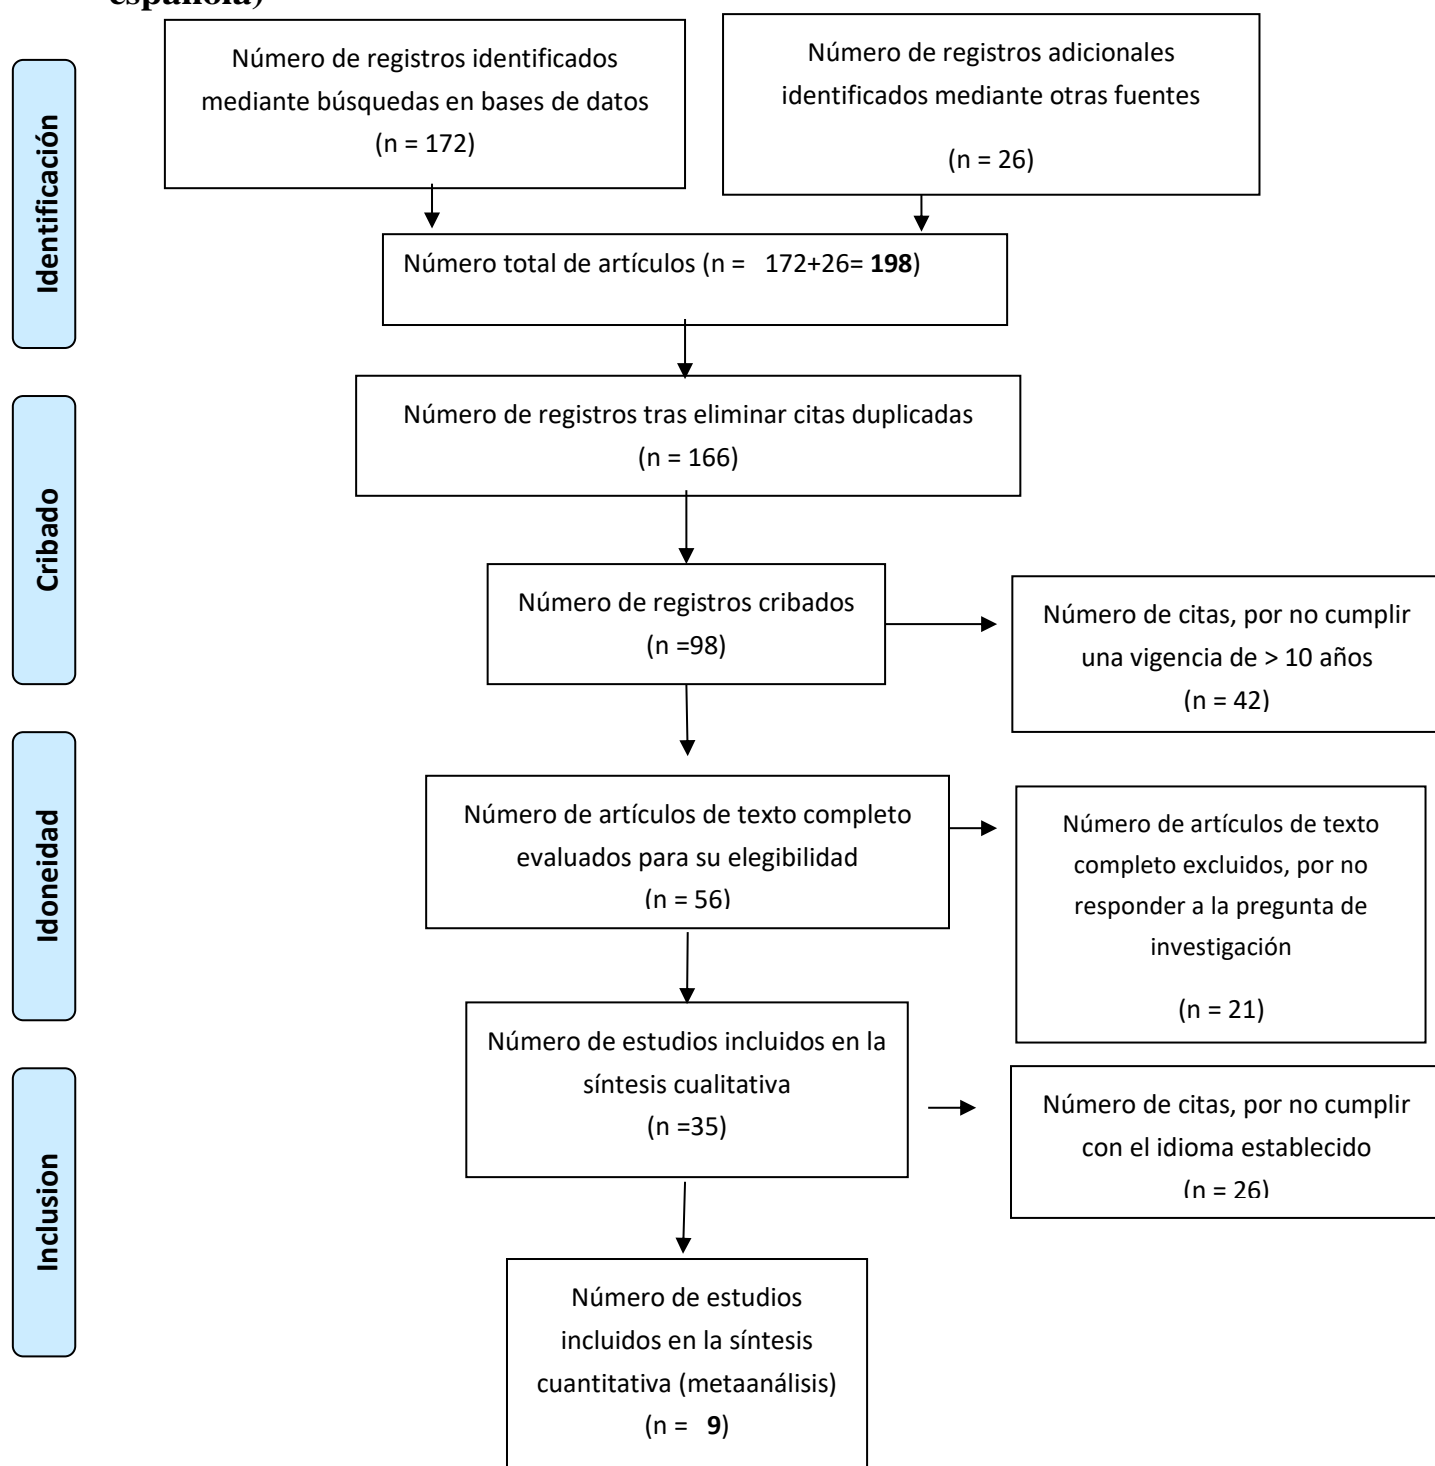 española)
Identificación
Número de registros identificados
mediante búsquedas en bases de datos
(n = 172)
Número de registros adicionales
identificados mediante otras fuentes
(n = 26)
Número total de artículos (n =   172+26= 198)
Número de registros tras eliminar citas duplicadas
(n = 166)
Cribado
Número de registros cribados
(n =98)
Número de citas, por no cumplir
una vigencia de > 10 años
(n = 42)
Idoneidad
Número de artículos de texto completo
evaluados para su elegibilidad
(n = 56)
Número de artículos de texto
completo excluidos, por no
responder a la pregunta de
investigación
(n = 21)
Inclusion
Número de estudios incluidos en la
síntesis cualitativa
(n =35)
Número de citas, por no cumplir
con el idioma establecido
(n = 26)
Número de estudios
incluidos en la síntesis
cuantitativa (metaanálisis)
(n =   9)